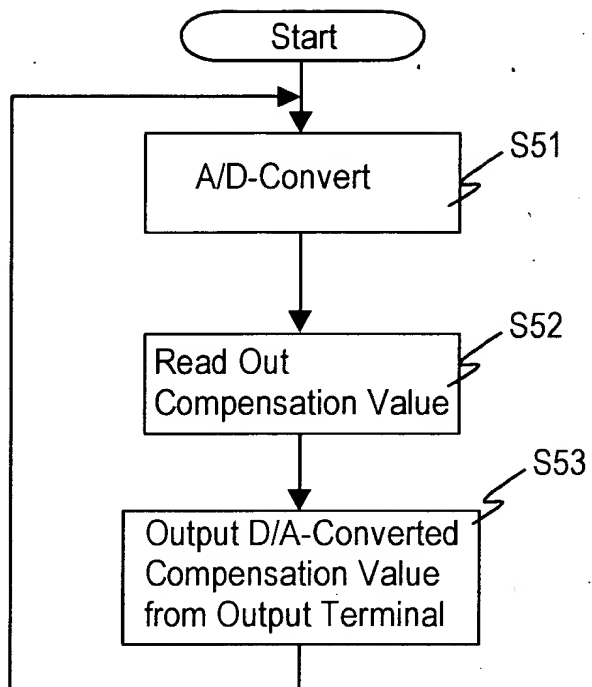 Start
A/D-Convert
S51
Read Out
Compensation Value
S52
Output D/A-Converted
Compensation Value
from Output Terminal
S53